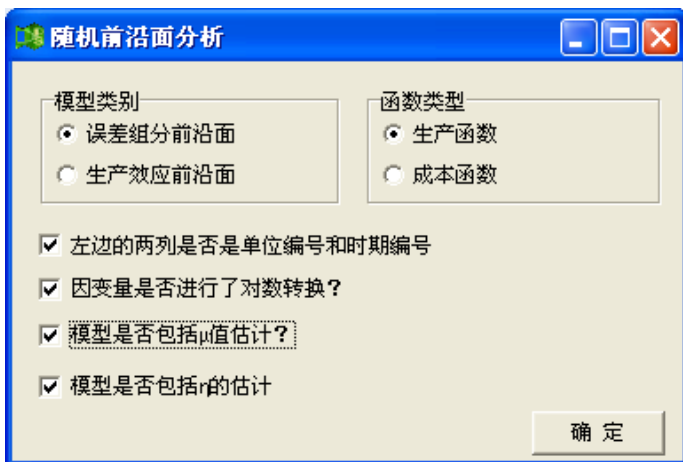 随机前沿面分析
模型类别
误差组分前沿面
生产效应前沿面
函数类型
生产函数
成本函数
左边的两列是否是单位编号和时期编号
因变量是否进行了对数转换?
模型是否包括μ值估计?
模型是否包括η的估计
确 定